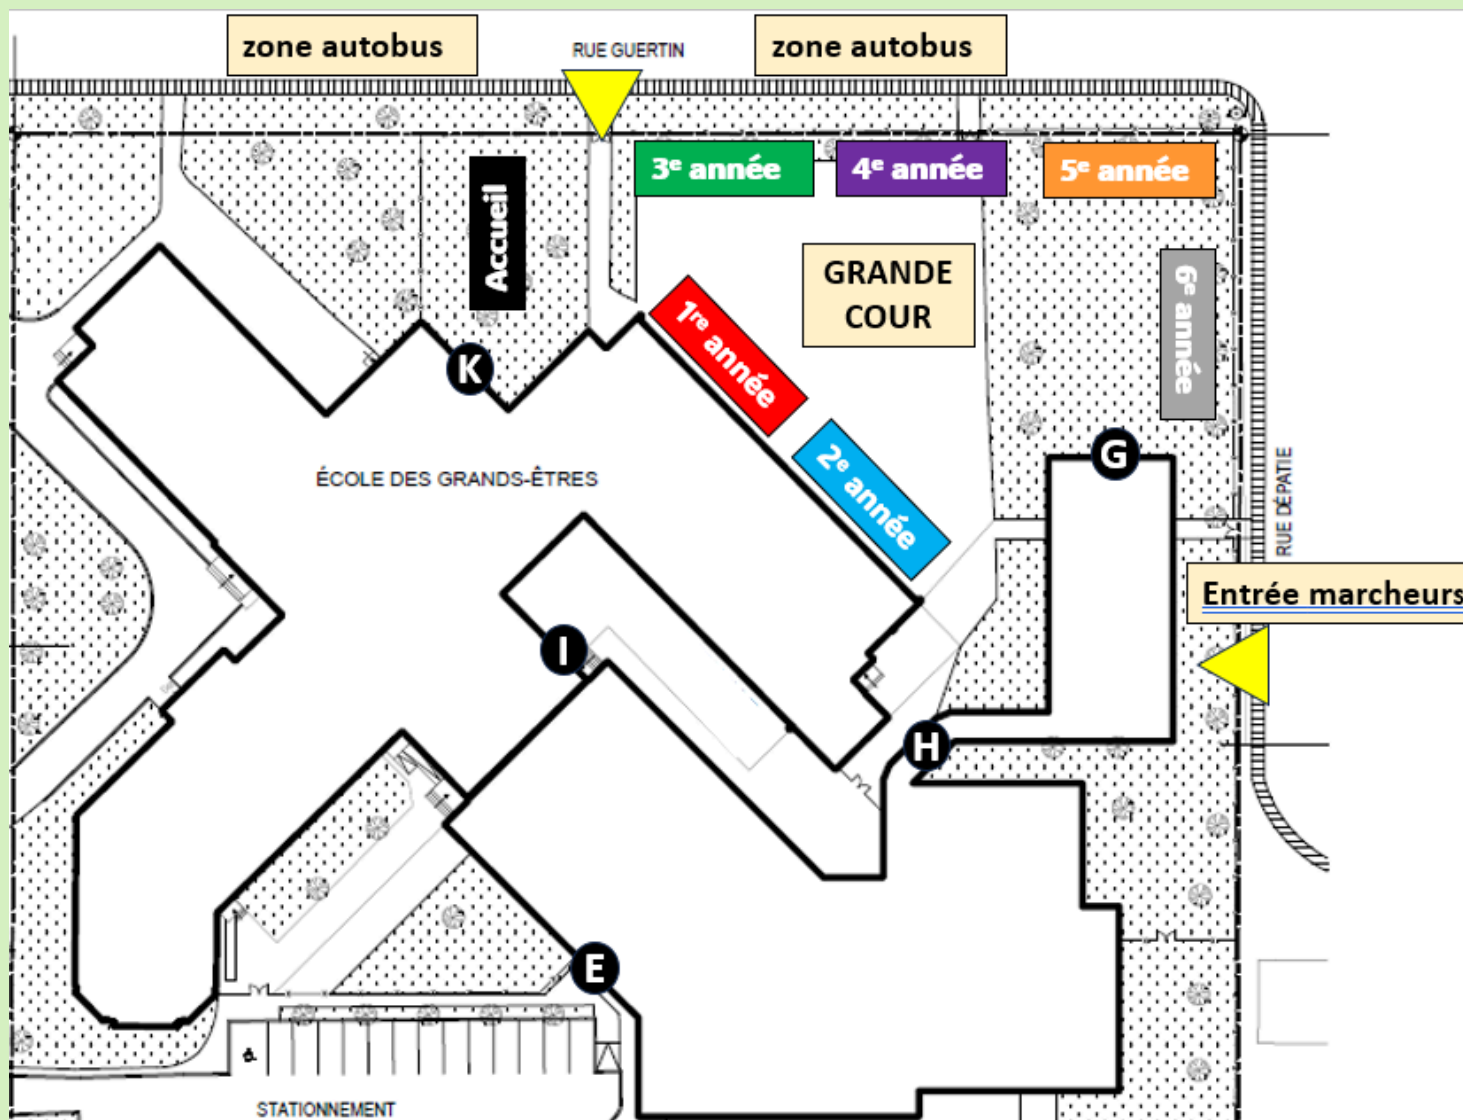 zone autobus
RUE GUERTIN
zone autobus
3e année
4e année
5e année
Accueil
GRANDE
COUR
6e année
1re année
K
2e année
G
ÉCOLE DES GRANDS-ÊTRES
RUE DÉPATIE
Entrée marcheurs
I
H
E
STATIONNEMENT